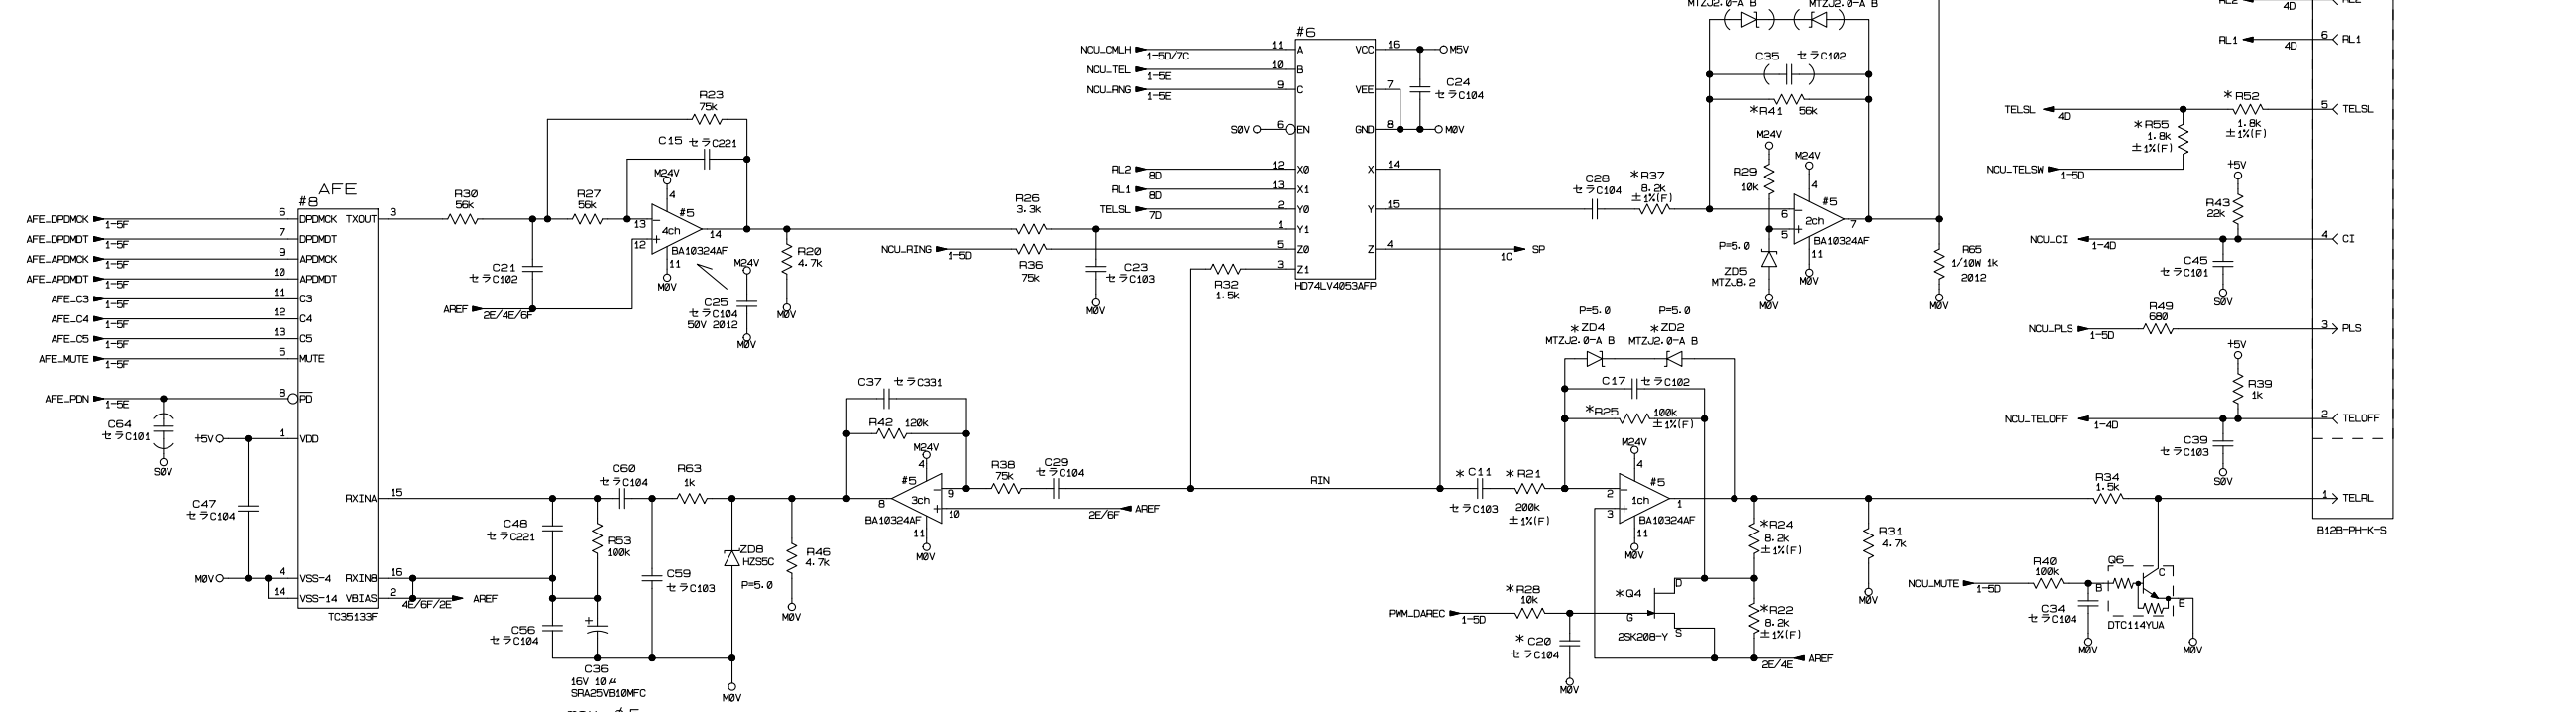 AFE
#8
AFE_DPDMCK 1-5F 6 DPDMCK TXOUT 3
AFE_DPDMDT 1-5F 7 DPDMDT
AFE_APDMCK 1-5F 9 APDMCK
AFE_APDMDT 1-5F 10 APDMDT
AFE_C3 1-5F 11 C3
AFE_C4 1-5F 12 C4
AFE_C5 1-5F 13 C5
AFE_MUTE 1-5F 5 MUTE
AFE_PDN 1-5E 8 PD
C64
セラC101
S0V
+5V 1 VDD
C47
セラC104
RXINA 15
M0V 4 VSS-4 RXINB 16
14 VSS-14 VBIAS 2
4E/6F/2E AREF
TC35133F
R30
56k
R27
56k
R23
75k
C15 セラC221
M24V
4
#5
13
4ch
12
14
BA10324AF
11
M0V
C21
セラC102
AREF 2E/4E/6F
M24V
C25
セラC104
50V 2012
M0V
R20
4.7k
M0V
C37 セラC331
R42 120k
M24V
4
#5
9
3ch
8
10
BA10324AF
11
M0V
C60
セラC104
R63
1k
C48
セラC221
R53
100k
C59
セラC103
ZD8
HZS5C
P=5.0
R46
4.7k
M0V
C56
セラC104
C36
16V 10μ
SRA25VB10MFC
M0V
R38
75k
C29
セラC104
2E/6F AREF
RIN
R26
3.3k
NCU_RING 1-5D
R36
75k
C23
セラC103
M0V
R32
1.5k
#6
NCU_CMLH 1-5D/7C 11 A VCC 16 M5V
NCU_TEL 1-5E 10 B
NCU_RNG 1-5E 9 C VEE 7
C24
セラC104
S0V 6 EN GND 8 M0V
RL2 8D 12 X0 X 14
RL1 8D 13 X1
TELSL 7D 2 Y0 Y 15
1 Y1
5 Z0 Z 4 1C SP
3 Z1
HD74LV4053AFP
C28
セラC104
*R37
8.2k
±1%(F)
MTZJ2.0-A B MTZJ2.0-A B
C35 セラC102
*R41 56k
M24V
R29
10k
M24V
4
#5
6
2ch
5
7
BA10324AF
11
M0V
P=5.0
ZD5
MTZJ8.2
M0V
R65
1/10W 1k
2012
M0V
P=5.0 P=5.0
*ZD4 *ZD2
MTZJ2.0-A B MTZJ2.0-A B
C17 セラC102
*R25 100k
±1%(F)
M24V
4
#5
2
1ch
3
1
BA10324AF
11
M0V
*C11
セラC103
*R21
200k
±1%(F)
*R24
8.2k
±1%(F)
R31
4.7k
M0V
PWM_DAREC 1-5D
*R28
10k
*C20
セラC104
M0V
*Q4
G
D
S
2SK208-Y
*R22
8.2k
±1%(F)
2E/4E AREF
RL2 4D
RL1 4D 6 RL1
TELSL 4D
*R52
1.8k
±1%(F)
5 TELSL
*R55
1.8k
±1%(F)
NCU_TELSW 1-5D
+5V
R43
22k
NCU_CI 1-4D 4 CI
C45
セラC101
S0V
NCU_PLS 1-5D
R49
680
3 PLS
+5V
R39
1k
NCU_TELOFF 1-4D 2 TELOFF
C39
セラC103
S0V
R34
1.5k
1 TELRL
B12B-PH-K-S
NCU_MUTE 1-5D
R40
100k
C34
セラC104
M0V
Q6
B
C
E
DTC114YUA
M0V